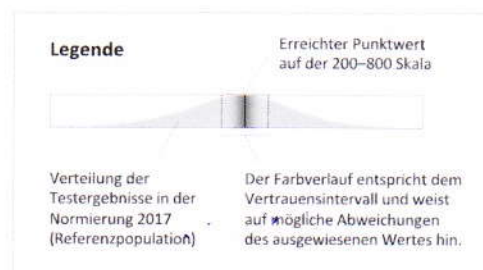 Legende
Erreichter Punktwert
auf der 200–800 Skala
Verteilung der
Testergebnisse in der
Normierung 2017
(Referenzpopulation)
Der Farbverlauf entspricht dem
Vertrauensintervall und weist
auf mögliche Abweichungen
des ausgewiesenen Wertes hin.